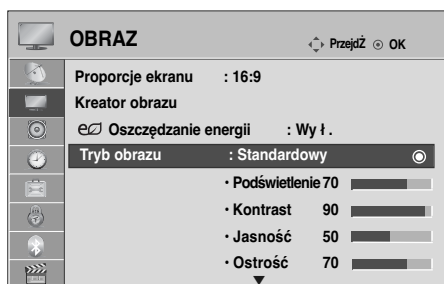 OBRAZ PrzejdŹ OK
Proporcje ekranu : 16:9
Kreator obrazu
Oszczędzanie energii : Wy ł .
Tryb obrazu : Standardowy
• Podświetlenie 70
• Kontrast 90
• Jasność 50
• Ostrość 70